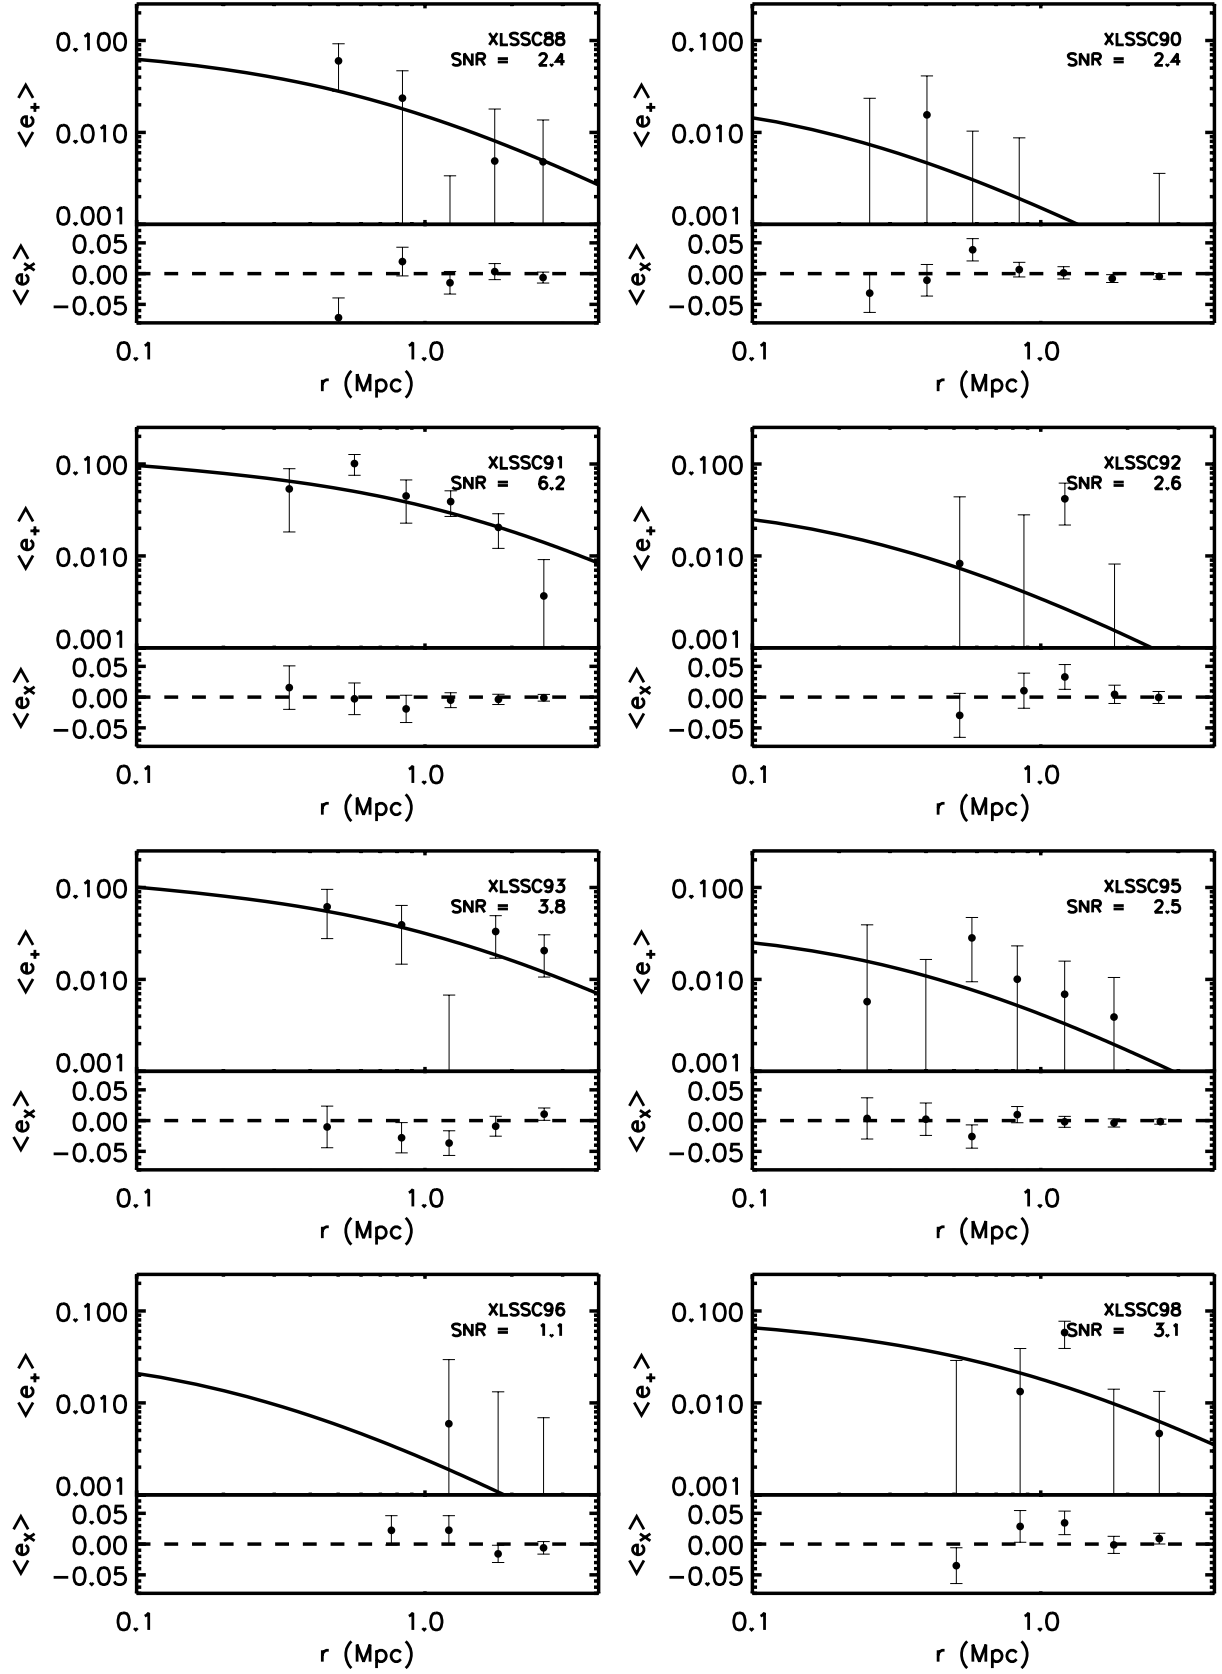 XLSSC88
SNR = 2.4
0.100
0.010
0.001
<e+>
0.05
0.00
−0.05
<ex>
0.1 1.0
r (Mpc)
XLSSC90
SNR = 2.4
0.100
0.010
0.001
<e+>
0.05
0.00
−0.05
<ex>
0.1 1.0
r (Mpc)
XLSSC91
SNR = 6.2
0.100
0.010
0.001
<e+>
0.05
0.00
−0.05
<ex>
0.1 1.0
r (Mpc)
XLSSC92
SNR = 2.6
0.100
0.010
0.001
<e+>
0.05
0.00
−0.05
<ex>
0.1 1.0
r (Mpc)
XLSSC93
SNR = 3.8
0.100
0.010
0.001
<e+>
0.05
0.00
−0.05
<ex>
0.1 1.0
r (Mpc)
XLSSC95
SNR = 2.5
0.100
0.010
0.001
<e+>
0.05
0.00
−0.05
<ex>
0.1 1.0
r (Mpc)
XLSSC96
SNR = 1.1
0.100
0.010
0.001
<e+>
0.05
0.00
−0.05
<ex>
0.1 1.0
r (Mpc)
XLSSC98
SNR = 3.1
0.100
0.010
0.001
<e+>
0.05
0.00
−0.05
<ex>
0.1 1.0
r (Mpc)